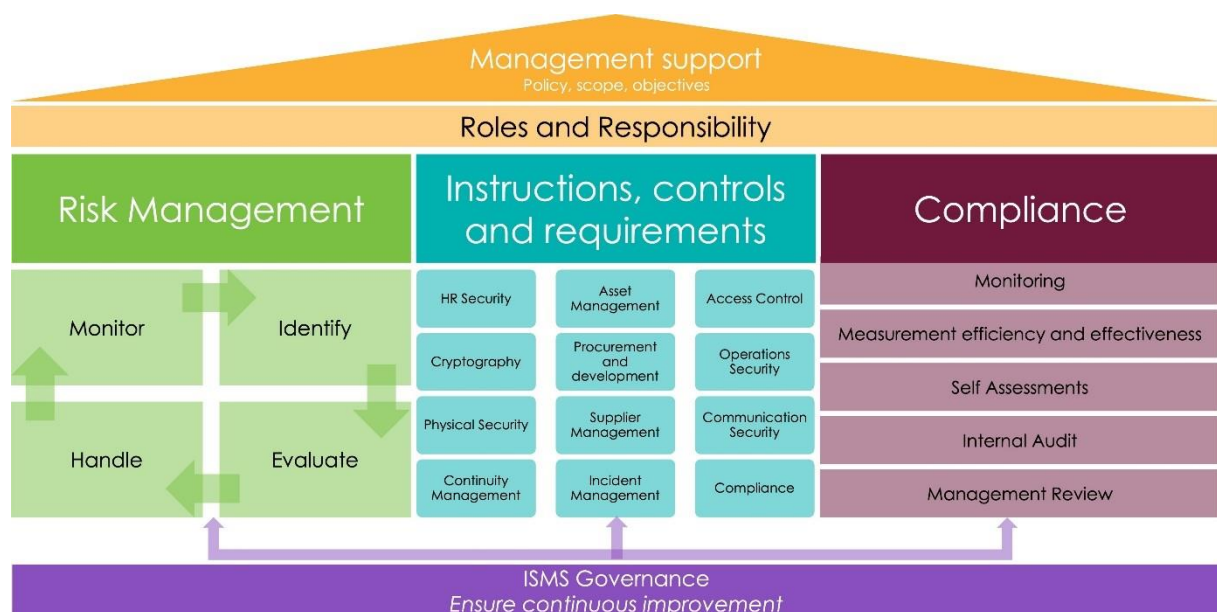 Management support
Policy, scope, objectives
Roles and Responsibility
Risk Management
Monitor
Identify
Handle
Evaluate
Instructions, controls
and requirements
HR Security
Asset
Management
Access Control
Cryptography
Procurement
and
development
Operations
Security
Physical Security
Supplier
Management
Communication
Security
Continuity
Management
Incident
Management
Compliance
Compliance
Monitoring
Measurement efficiency and effectiveness
Self Assessments
Internal Audit
Management Review
ISMS Governance
Ensure continuous improvement